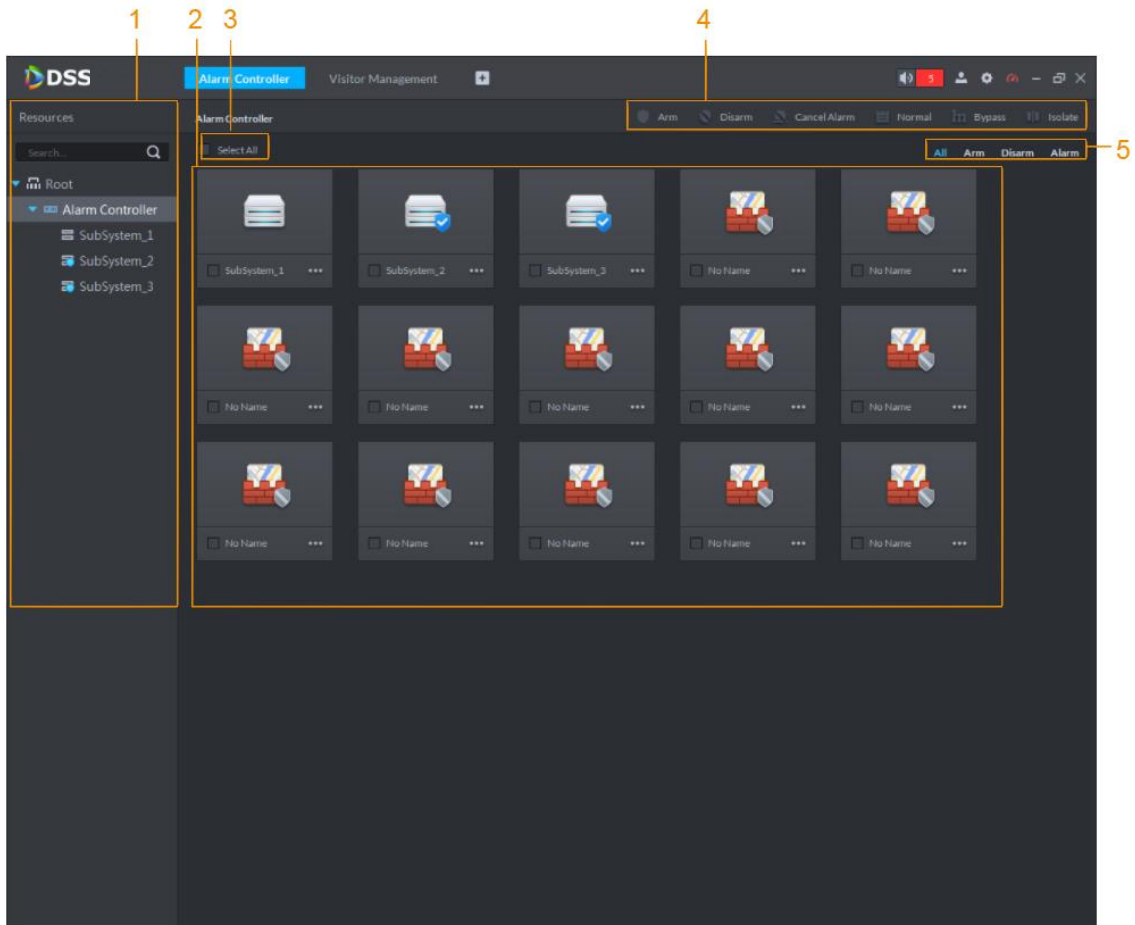 1 2 3 4
DSS Alarm Controller Visitor Management 5
Resources Alarm Controller Arm Disarm Cancel Alarm Normal Bypass Isolate
Search... Select All All Arm Disarm Alarm 5
Root
Alarm Controller
SubSystem_1
SubSystem_2
SubSystem_3
SubSystem_1 SubSystem_2 SubSystem_3 No Name No Name
No Name No Name No Name No Name No Name
No Name No Name No Name No Name No Name